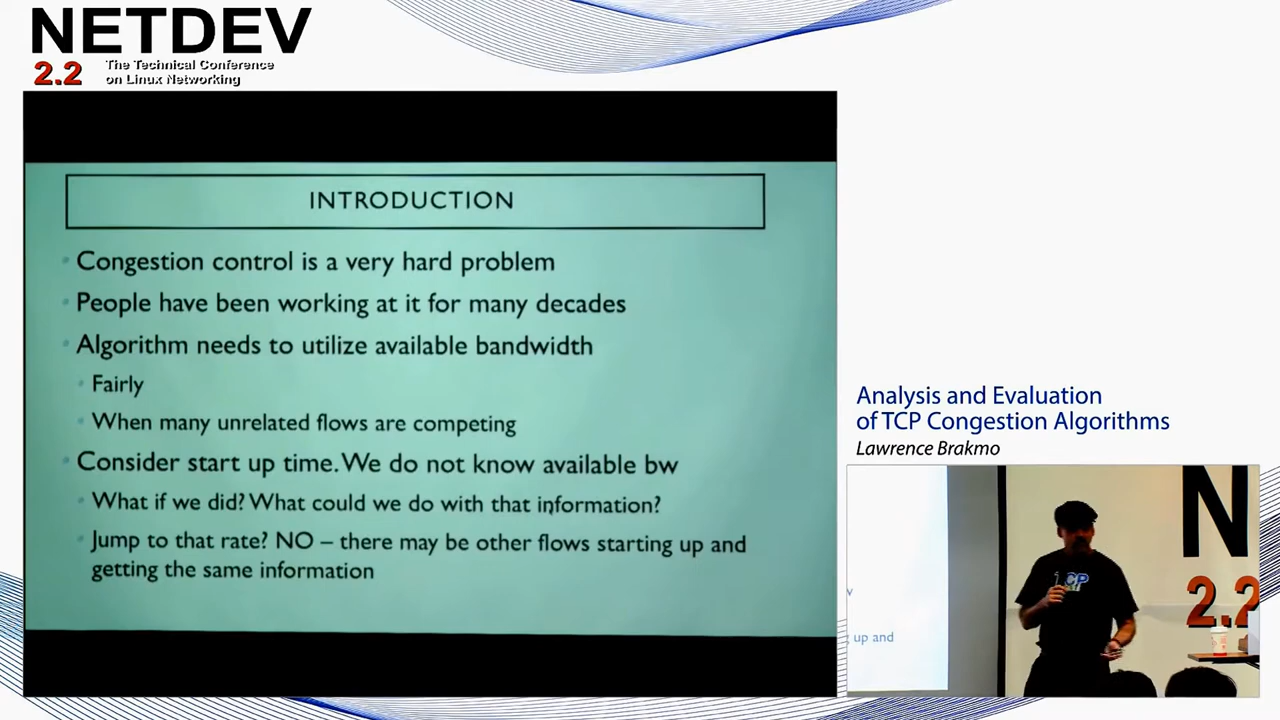 NETDEV
2.2
The Technical Conference
on Linux Networking
INTRODUCTION
Congestion control is a very hard problem
People have been working at it for many decades
Algorithm needs to utilize available bandwidth
Fairly
When many unrelated flows are competing
Consider start up time. We do not know available bw
What if we did? What could we do with that information?
Jump to that rate? NO – there may be other flows starting up and
getting the same information
Analysis and Evaluation
of TCP Congestion Algorithms
Lawrence Brakmo
up and
TCP
N
2.2